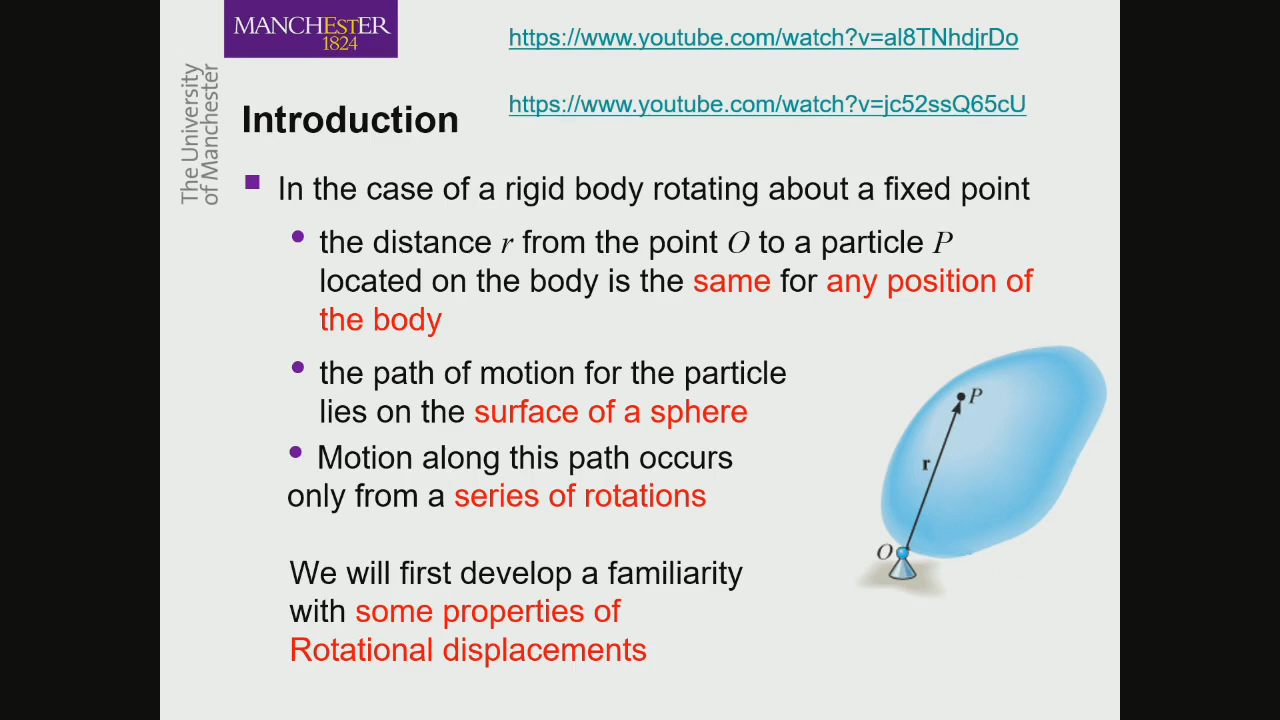 MANCHESTER
1824
The University
of Manchester
https://www.youtube.com/watch?v=al8TNhdjrDo
https://www.youtube.com/watch?v=jc52ssQ65cU
Introduction
In the case of a rigid body rotating about a fixed point
the distance r from the point O to a particle P
located on the body is the same for any position of
the body
the path of motion for the particle
lies on the surface of a sphere
Motion along this path occurs
only from a series of rotations
We will first develop a familiarity
with some properties of
Rotational displacements
P
r
O